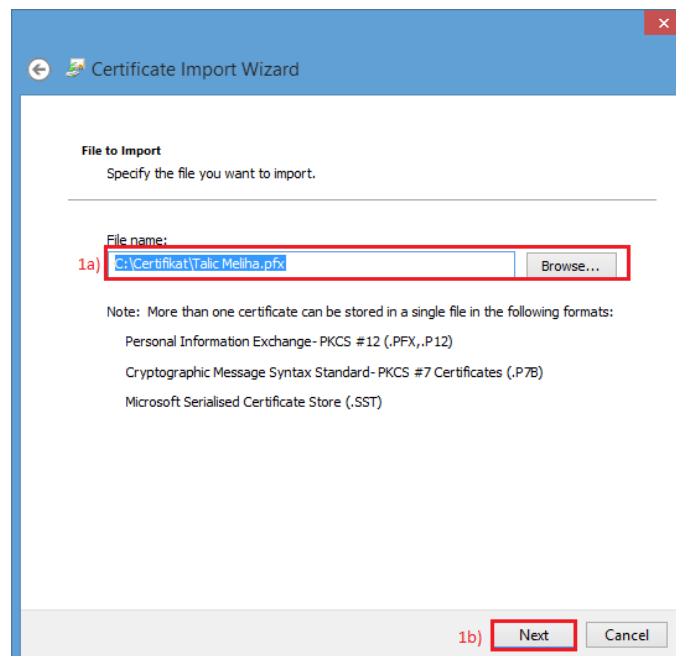 Certificate Import Wizard
File to Import
Specify the file you want to import.
File name:
1a) C:\Certifikat\Talic Meliha.pfx Browse...
Note: More than one certificate can be stored in a single file in the following formats:
Personal Information Exchange- PKCS #12 (.PFX,.P12)
Cryptographic Message Syntax Standard- PKCS #7 Certificates (.P7B)
Microsoft Serialised Certificate Store (.SST)
1b) Next Cancel